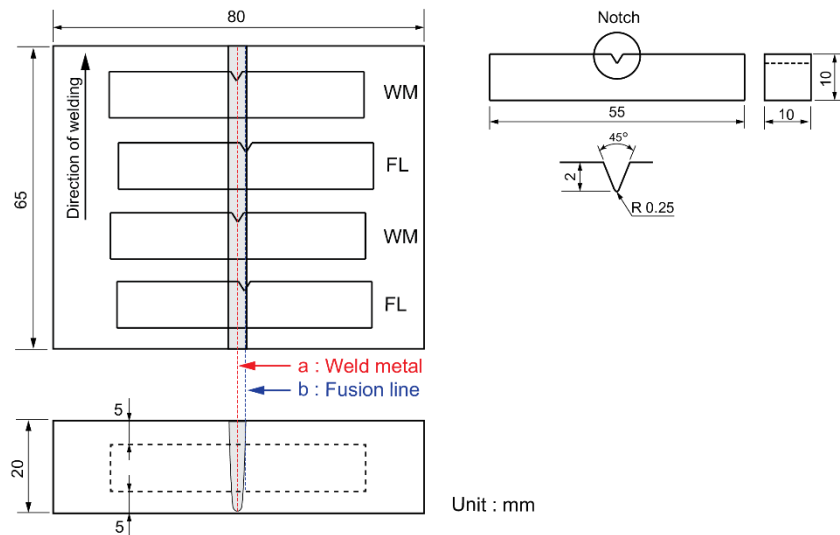 80
Direction of welding
65
WM
FL
WM
FL
a : Weld metal
b : Fusion line
5
20
5
Unit : mm
Notch
55
10
10
45°
2
R 0.25